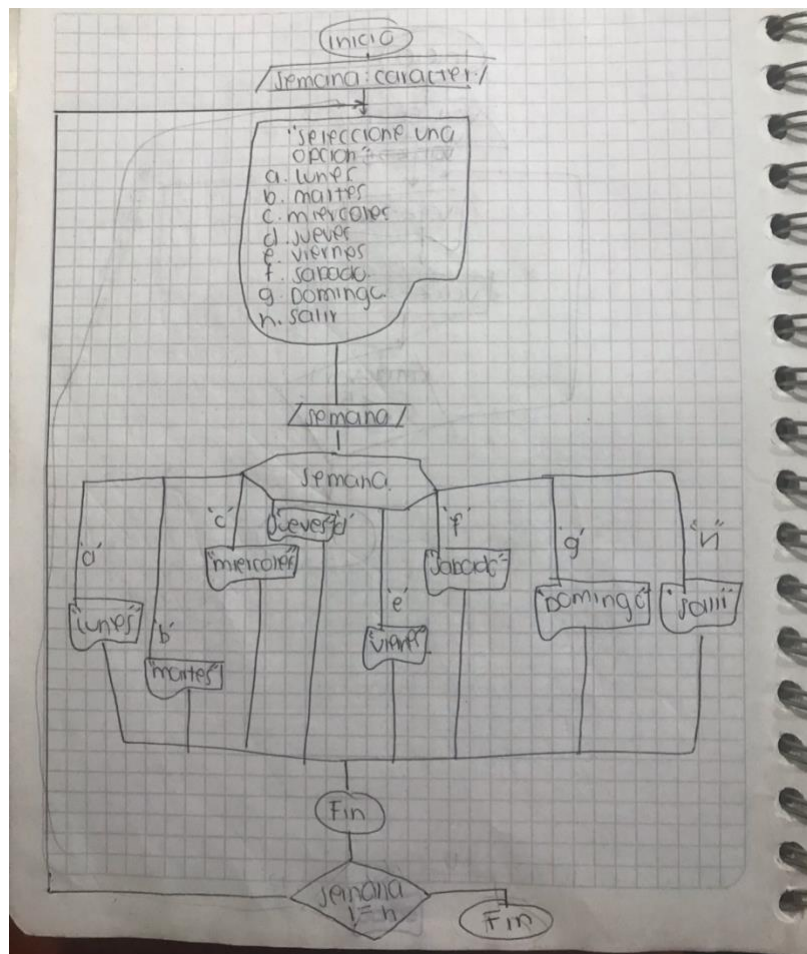 inicio
semana: caracter
"seleccione una
opcion"
a. lunes
b. martes
c. miercoles
d. jueves
e. viernes
f. sabado
g. Domingo
h. salir
semana
semana
'c'
"jueves"
'd'
'f'
'g'
"h"
'a'
"miercoles"
"sabado"
'e'
"Domingo"
"salir"
"lunes"
'b'
"viernes"
"martes"
Fin
semana
!= h
Fin